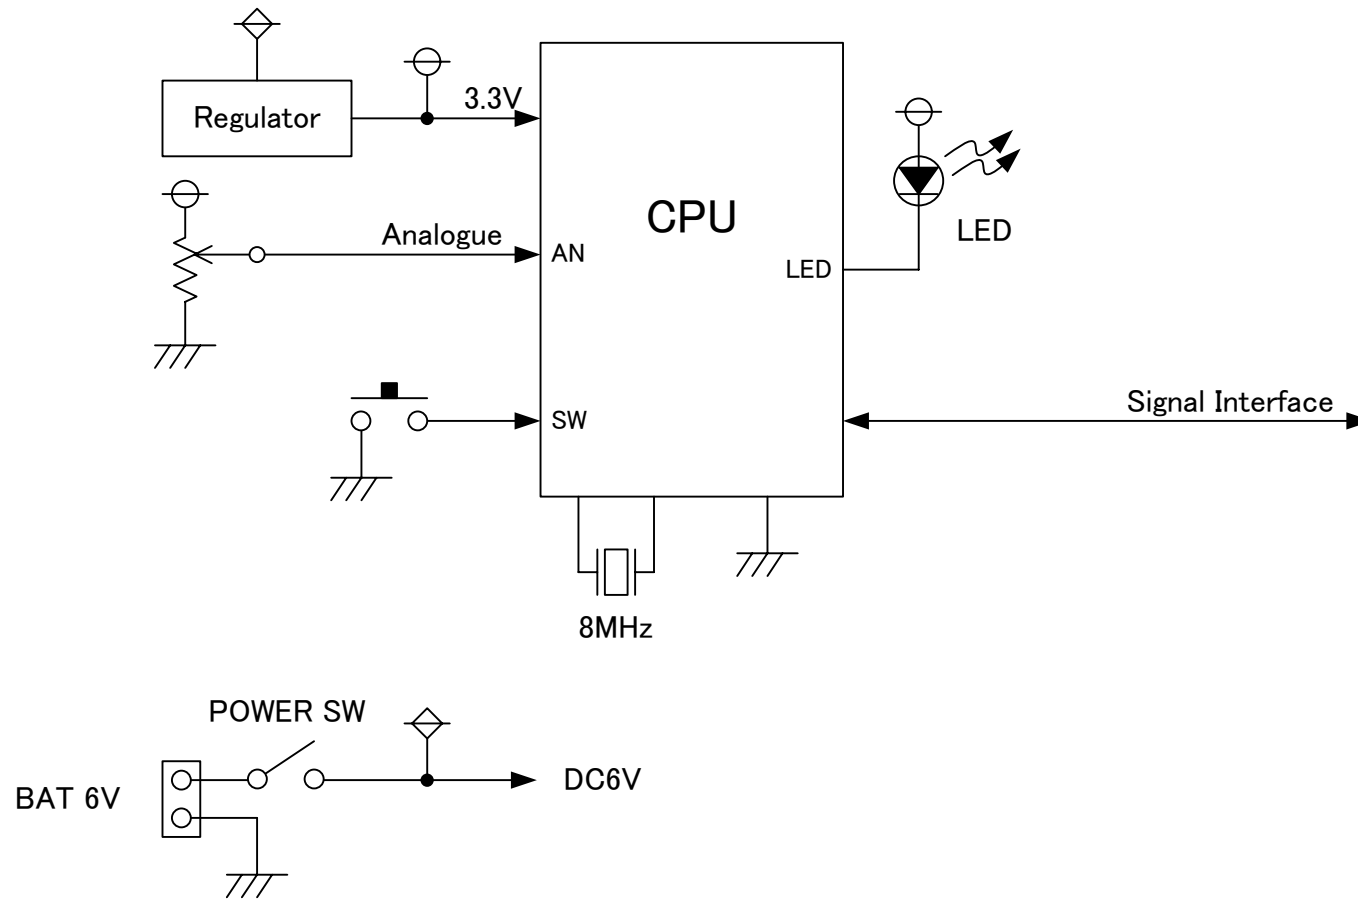 3.3V
Regulator
CPU
Analogue
AN
LED
LED
SW
Signal Interface
8MHz
POWER SW
BAT 6V
DC6V